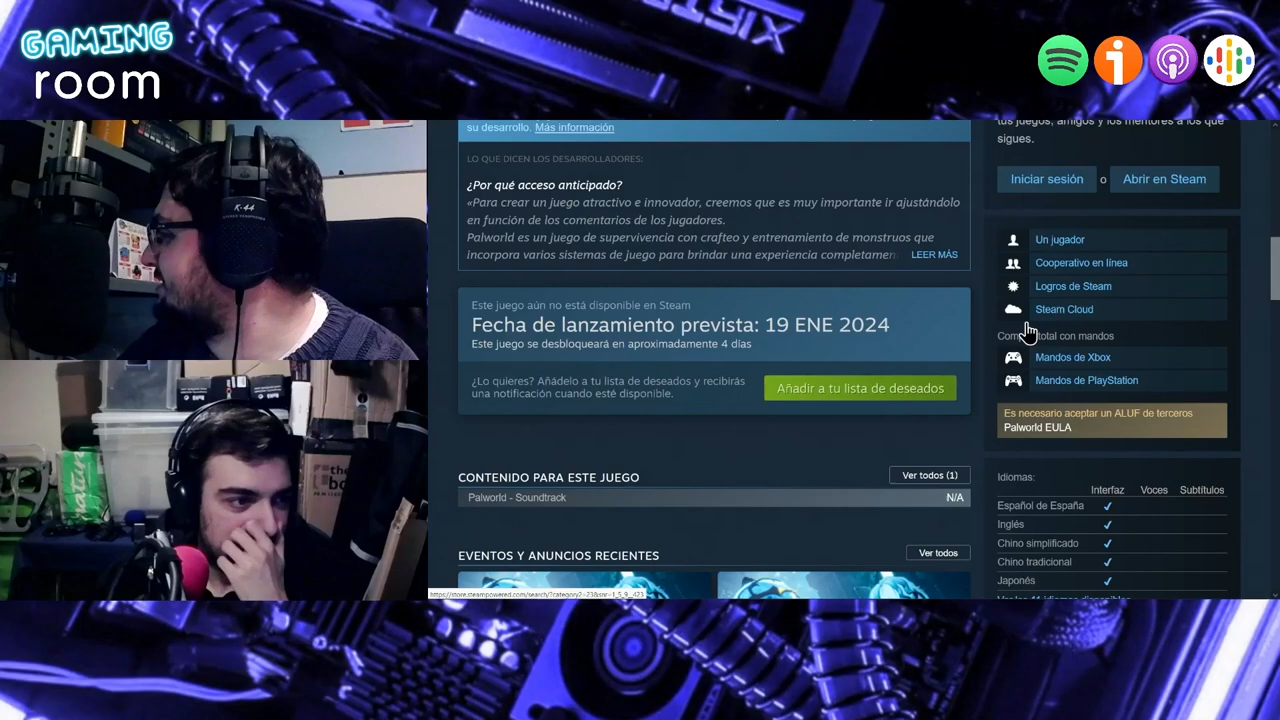 GAMING
room
K-44
natura
su desarrollo. Más información
LO QUE DICEN LOS DESARROLLADORES:
¿Por qué acceso anticipado?
«Para crear un juego atractivo e innovador, creemos que es muy importante ir ajustándolo
en función de los comentarios de los jugadores.
Palworld es un juego de supervivencia con crafteo y entrenamiento de monstruos que
incorpora varios sistemas de juego para brindar una experiencia completamen
LEER MÁS
Este juego aún no está disponible en Steam
Fecha de lanzamiento prevista: 19 ENE 2024
Este juego se desbloqueará en aproximadamente 4 días
¿Lo quieres? Añádelo a tu lista de deseados y recibirás
una notificación cuando esté disponible.
Añadir a tu lista de deseados
CONTENIDO PARA ESTE JUEGO
Ver todos (1)
Palworld - Soundtrack
N/A
EVENTOS Y ANUNCIOS RECIENTES
Ver todos
tus juegos, amigos y los mentores a los que
sigues.
Iniciar sesión o Abrir en Steam
Un jugador
Cooperativo en línea
Logros de Steam
Steam Cloud
total con mandos
Mandos de Xbox
Mandos de PlayStation
Es necesario aceptar un ALUF de terceros
Palworld EULA
Idiomas:
Interfaz Voces Subtítulos
Español de España ✔
Inglés ✔
Chino simplificado ✔
Chino tradicional ✔
Japonés ✔